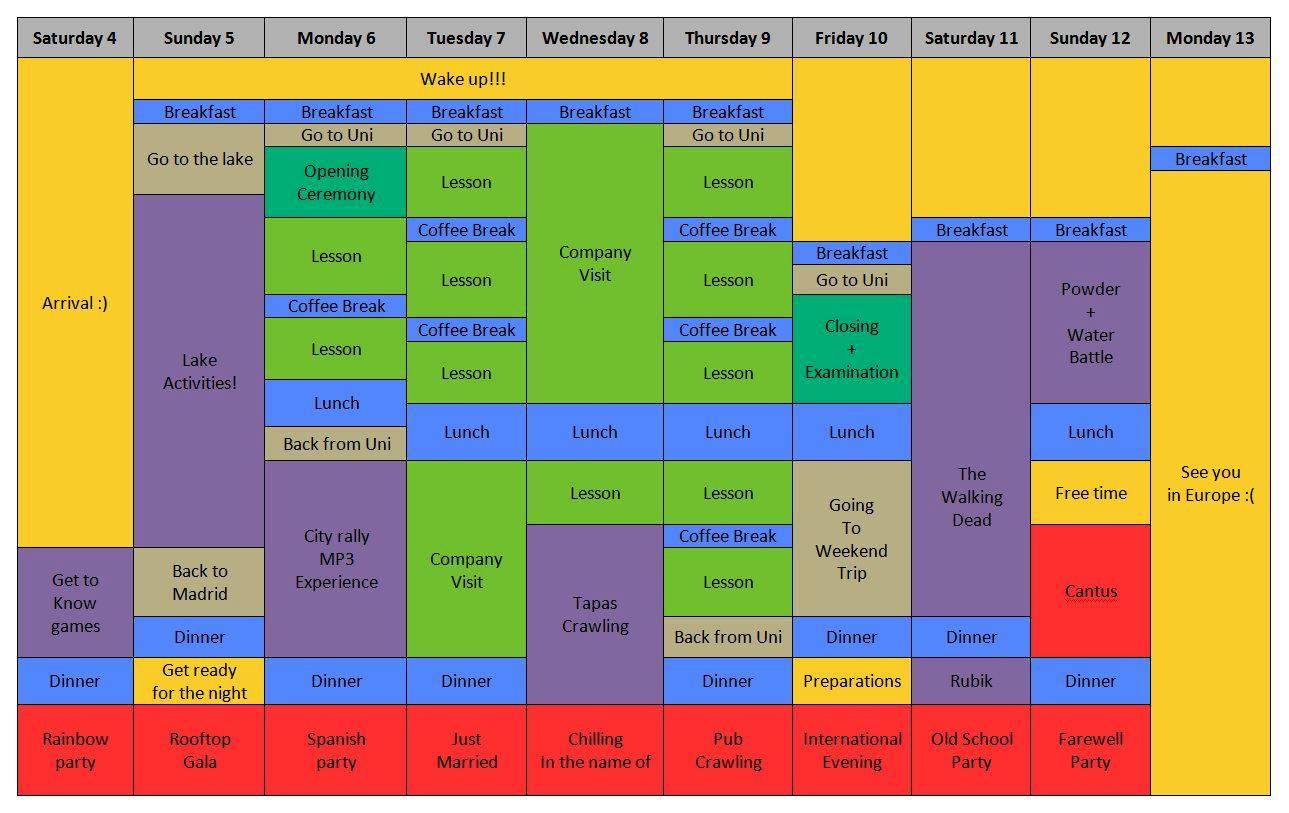 Saturday 4
Sunday 5
Monday 6
Tuesday 7
Wednesday 8
Thursday 9
Friday 10
Saturday 11
Sunday 12
Monday 13
Arrival :)
Get to
Know
games
Dinner
Rainbow
party
Wake up!!!
Breakfast
Go to the lake
Lake
Activities!
Back to
Madrid
Dinner
Get ready
for the night
Rooftop
Gala
Breakfast
Go to Uni
Opening
Ceremony
Lesson
Coffee Break
Lesson
Lunch
Back from Uni
City rally
MP3
Experience
Dinner
Spanish
party
Breakfast
Go to Uni
Lesson
Coffee Break
Lesson
Coffee Break
Lesson
Lunch
Company
Visit
Dinner
Just
Married
Breakfast
Company
Visit
Lunch
Lesson
Tapas
Crawling
Chilling
In the name of
Breakfast
Go to Uni
Lesson
Coffee Break
Lesson
Coffee Break
Lesson
Lunch
Lesson
Coffee Break
Lesson
Back from Uni
Dinner
Pub
Crawling
Breakfast
Go to Uni
Closing
+
Examination
Lunch
Going
To
Weekend
Trip
Dinner
Preparations
International
Evening
Breakfast
The
Walking
Dead
Dinner
Rubik
Old School
Party
Breakfast
Powder
+
Water
Battle
Lunch
Free time
Cantus
Dinner
Farewell
Party
Breakfast
See you
in Europe :(